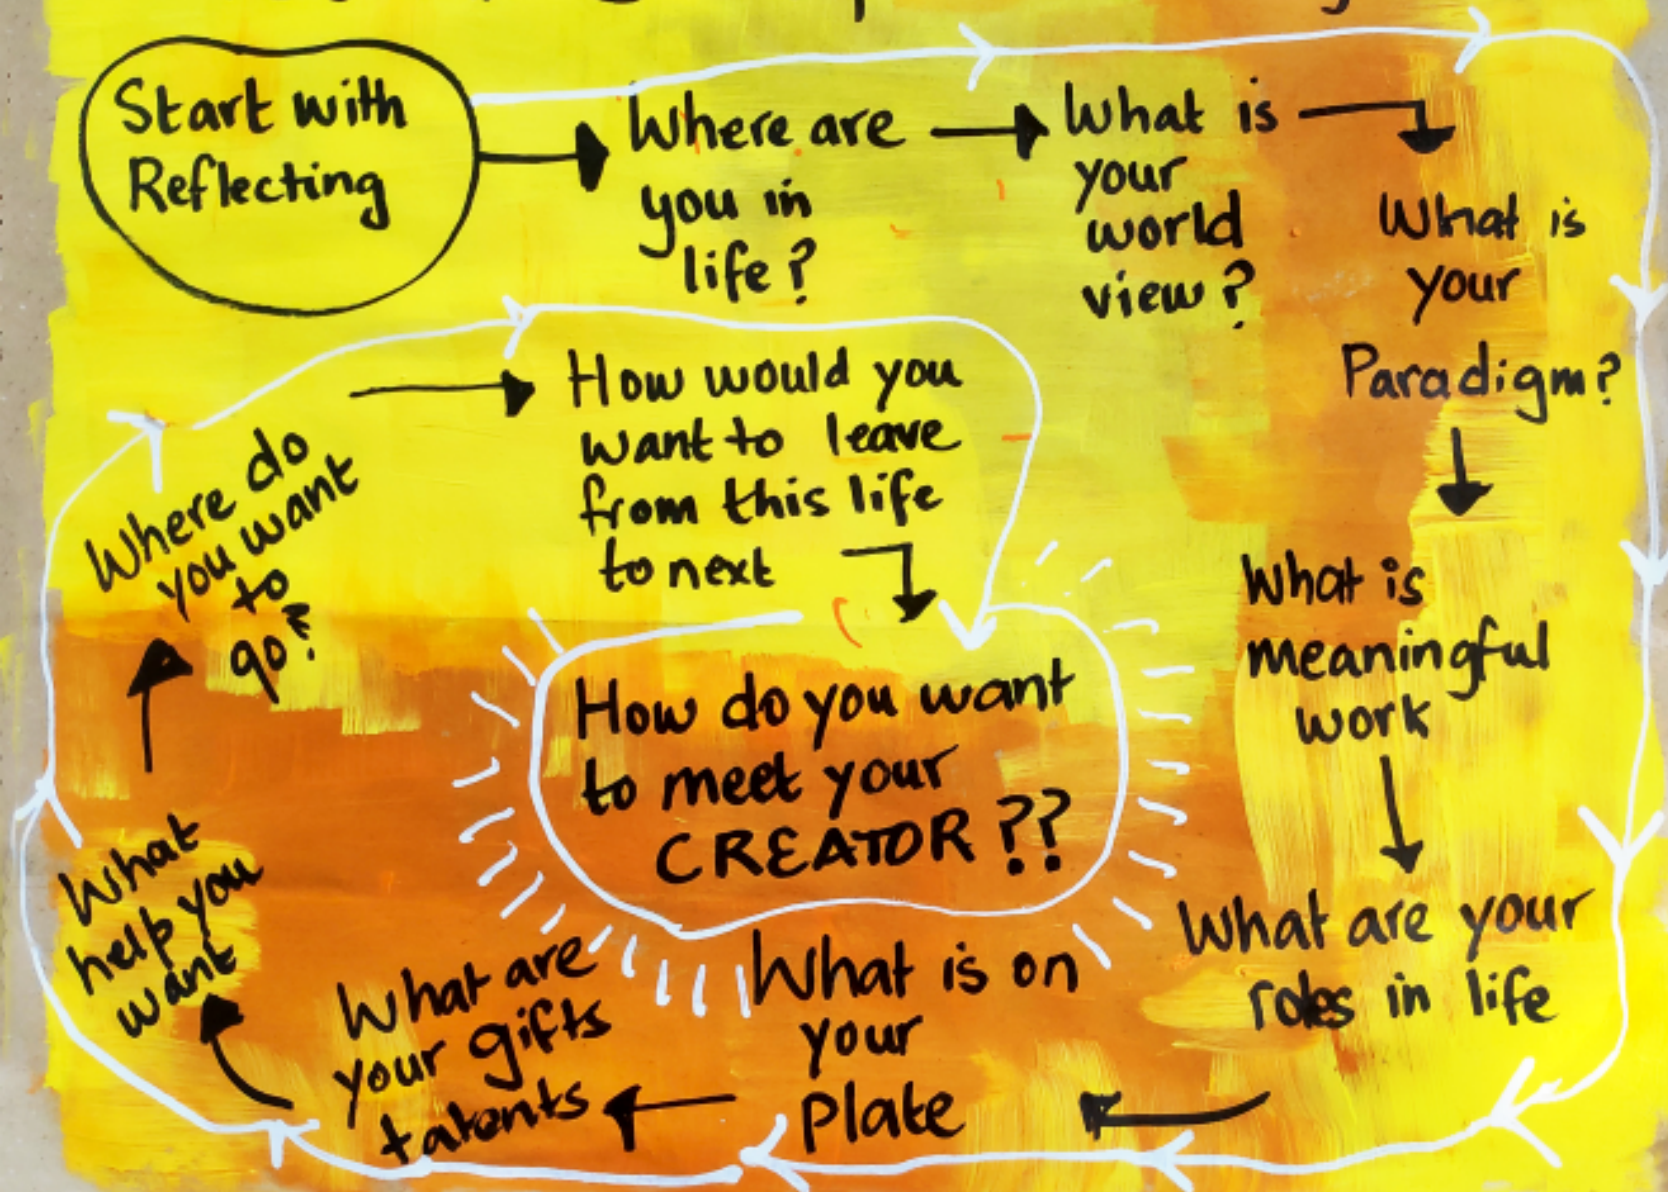 Start with
Reflecting
Where are
you in
life?
What is
your
world
view?
What is
your
Paradigm?
What is
meaningful
work
What are your
roles in life
What is on
your
Plate
What are
your gifts
talents
What
help you
want
Where do
you want
to
go?
How would you
want to leave
from this life
to next
How do you want
to meet your
CREATOR ??